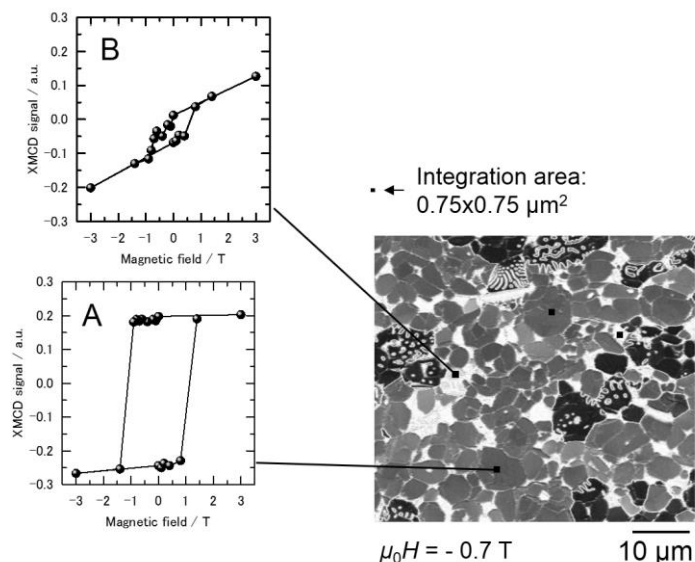 B
0.3
0.2
0.1
0.0
-0.1
-0.2
-0.3
-3 -2 -1 0 1 2 3
XMCD signal / a.u.
Magnetic field / T
A
0.3
0.2
0.1
0.0
-0.1
-0.2
-0.3
-3 -2 -1 0 1 2 3
XMCD signal / a.u.
Magnetic field / T
Integration area:
0.75x0.75 µm²
µ₀H = - 0.7 T
10 µm